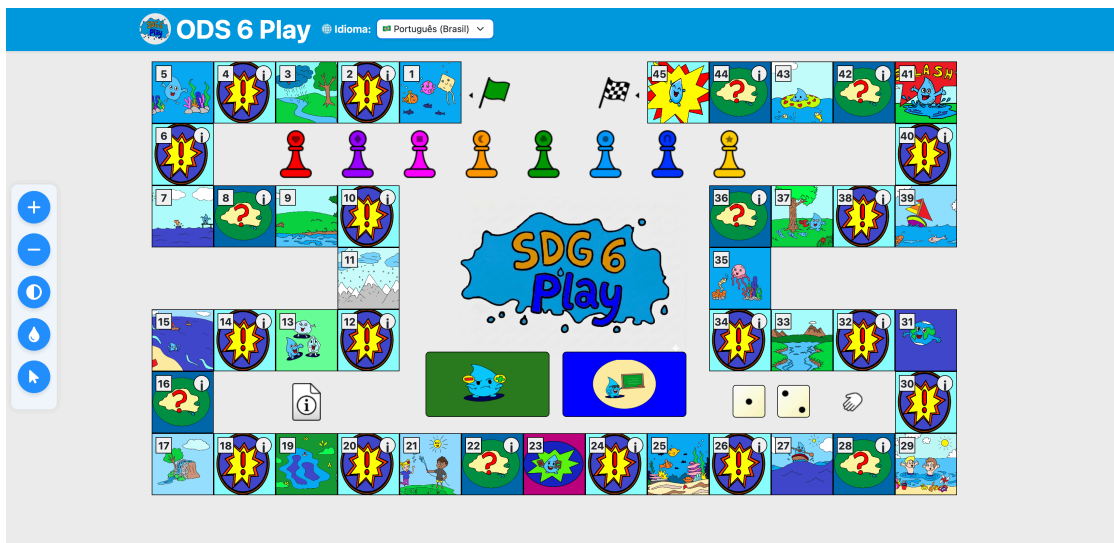 ODS 6 Play
Idioma:
Português (Brasil)
5 4 i 3 2 i 1
45 44 i 43 42 i 41
SPLASH
6 i
40 i
7 8 i 9 10 i
36 i 37 38 i 39
11
SDG 6
Play
35
15 14 i 13 12 i
34 i 33 32 i 31
16 i
i
30 i
17 18 i 19 20 i 21 22 i 23 24 i 25 26 i 27 28 i 29